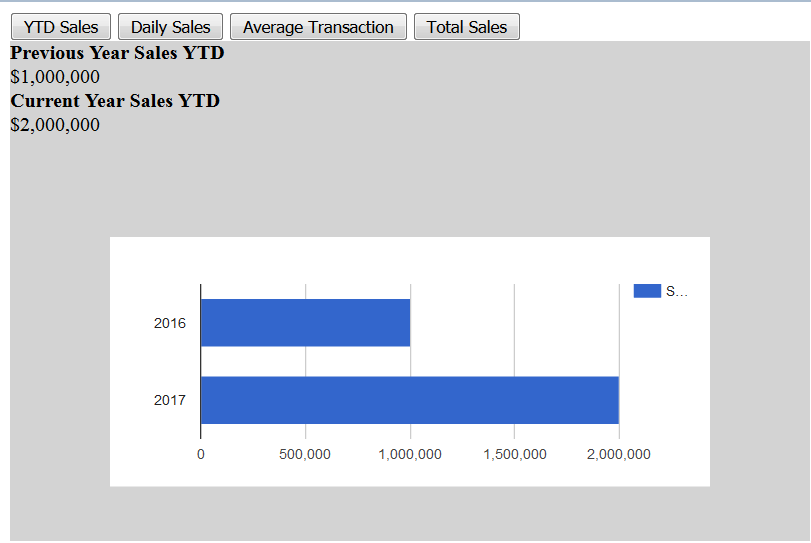 YTD Sales Daily Sales Average Transaction Total Sales
Previous Year Sales YTD
$1,000,000
Current Year Sales YTD
$2,000,000
S...
2016
2017
0 500,000 1,000,000 1,500,000 2,000,000